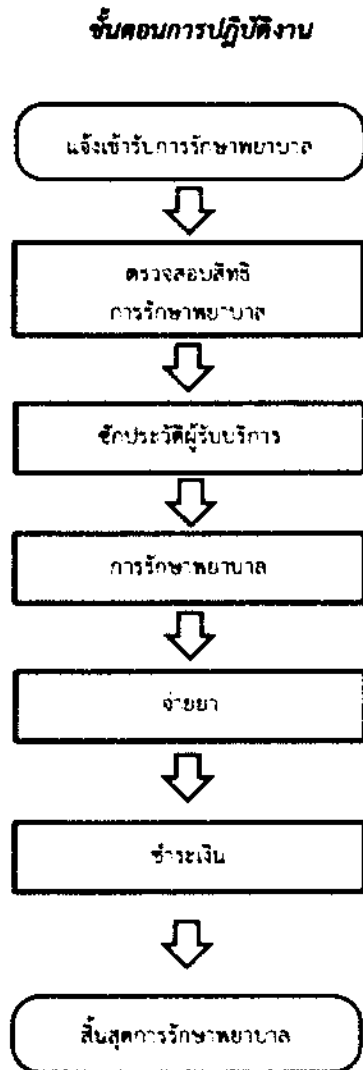 ขั้นตอนการปฏิบัติงาน
แจ้งเข้ารับการรักษาพยาบาล
ตรวจสอบสิทธิ
การรักษาพยาบาล
ซักประวัติผู้รับบริการ
การรักษาพยาบาล
จ่ายยา
ชำระเงิน
สิ้นสุดการรักษาพยาบาล